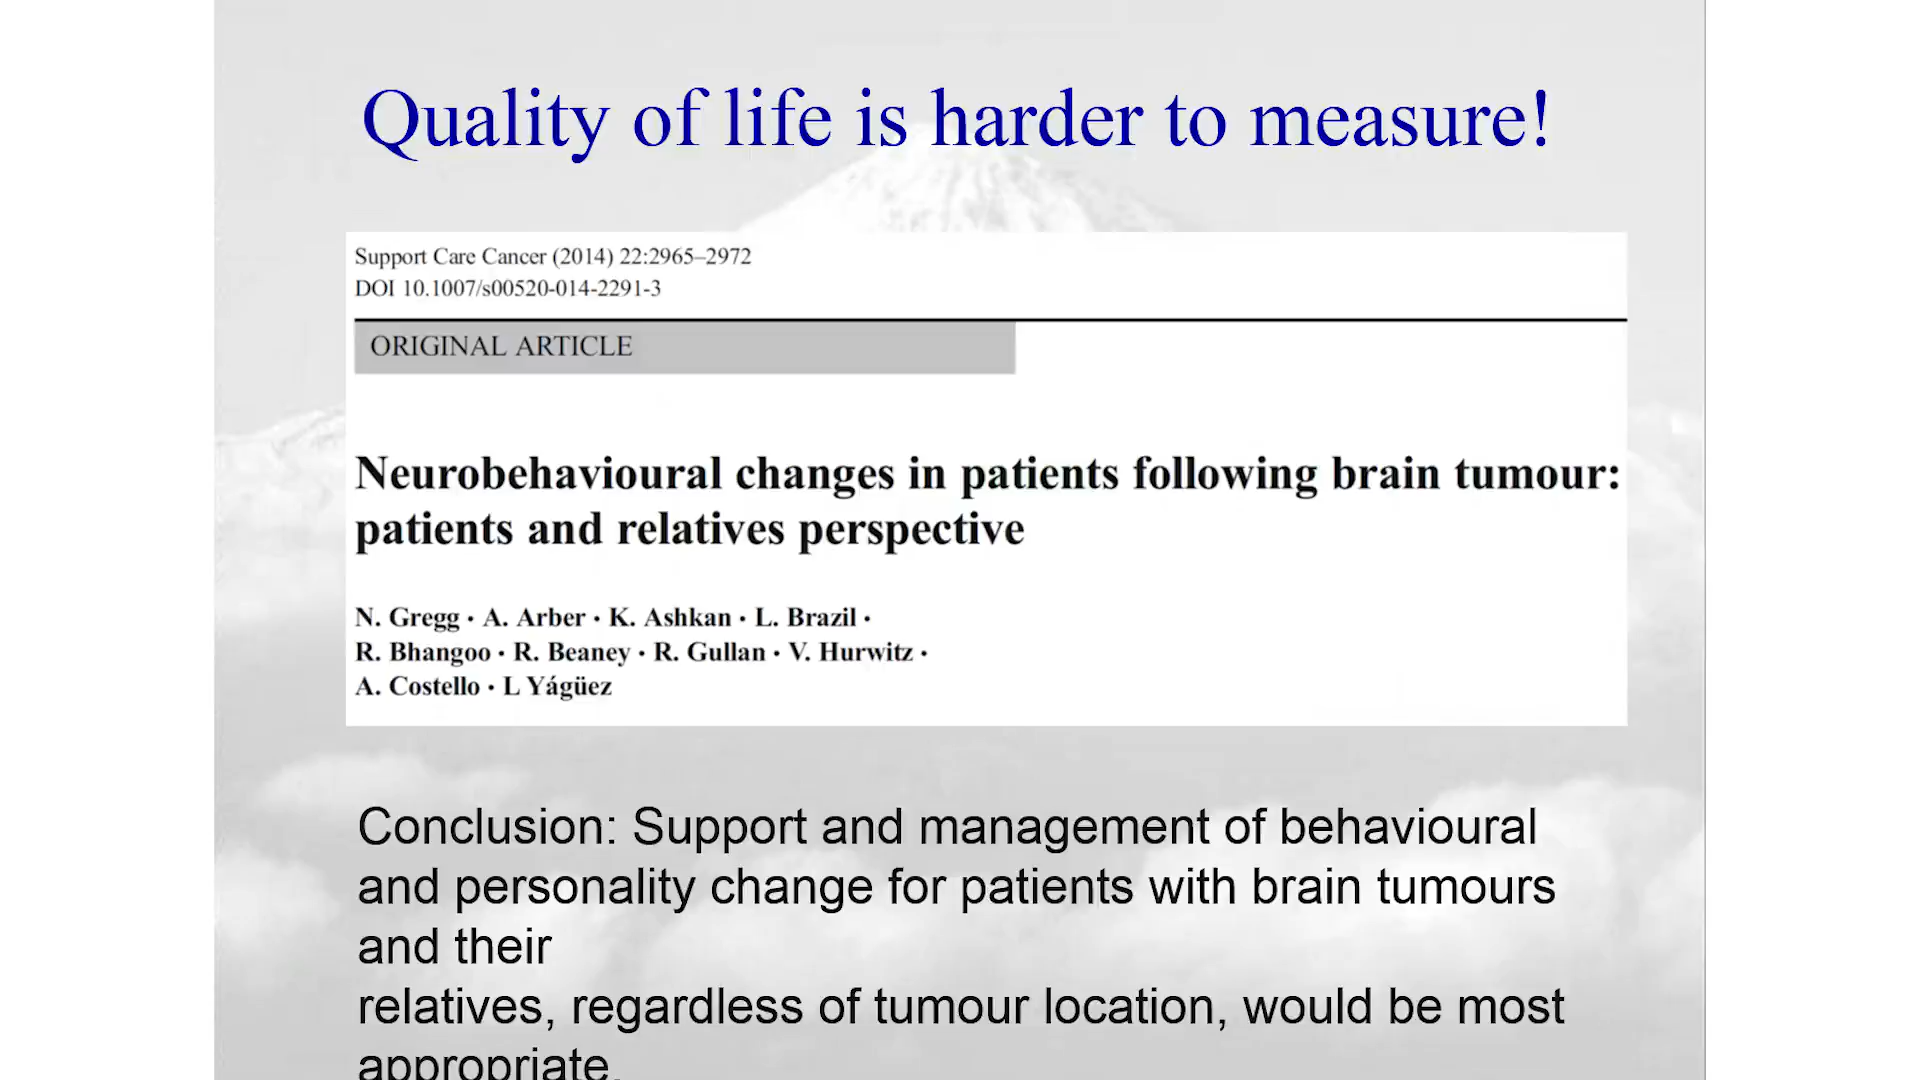 Quality of life is harder to measure!
Support Care Cancer (2014) 22:2965–2972
DOI 10.1007/s00520-014-2291-3
ORIGINAL ARTICLE
Neurobehavioural changes in patients following brain tumour:
patients and relatives perspective
N. Gregg · A. Arber · K. Ashkan · L. Brazil ·
R. Bhangoo · R. Beaney · R. Gullan · V. Hurwitz ·
A. Costello · L Yágüez
Conclusion: Support and management of behavioural
and personality change for patients with brain tumours
and their
relatives, regardless of tumour location, would be most
appropriate.